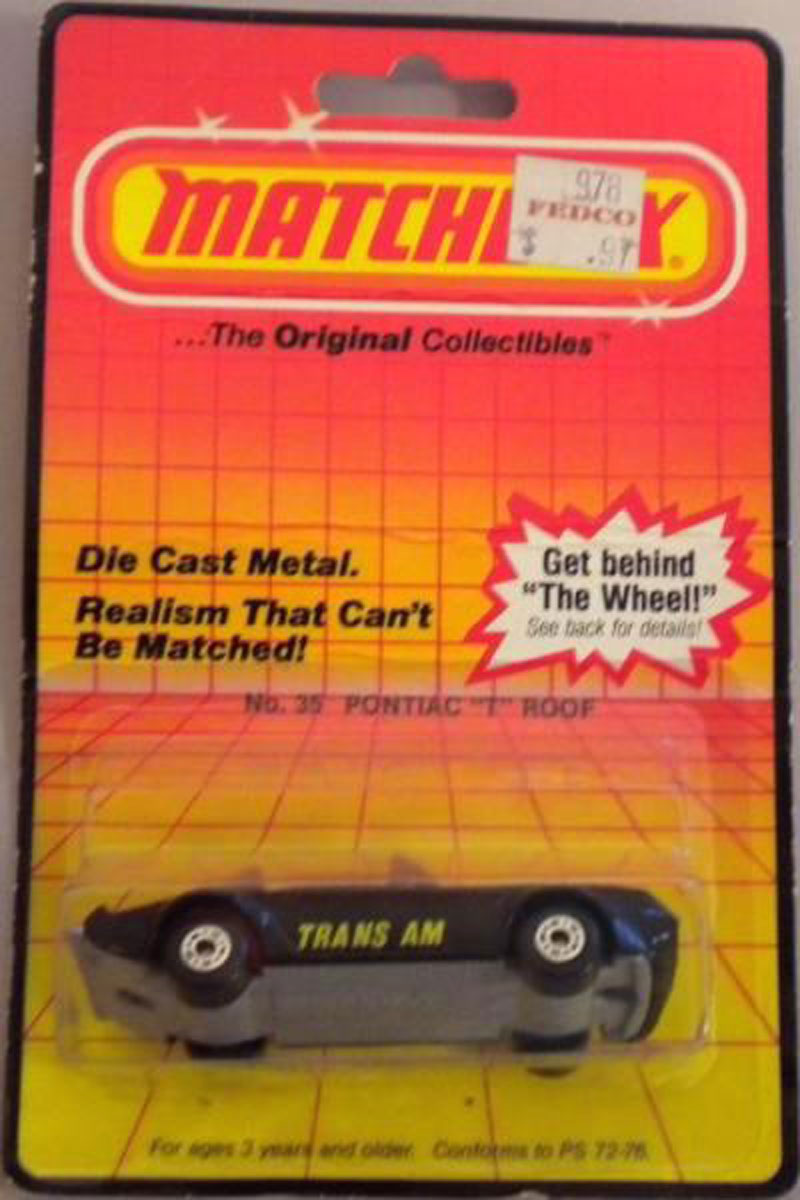 MATCH
978
FEDCO
$ .97
...The Original Collectibles™
Die Cast Metal.
Realism That Can't
Be Matched!
Get behind
"The Wheel!"
See back for details!
No. 35 PONTIAC "T" ROOF
TRANS AM
For ages 3 years and older. Conforms to PS 72-76.